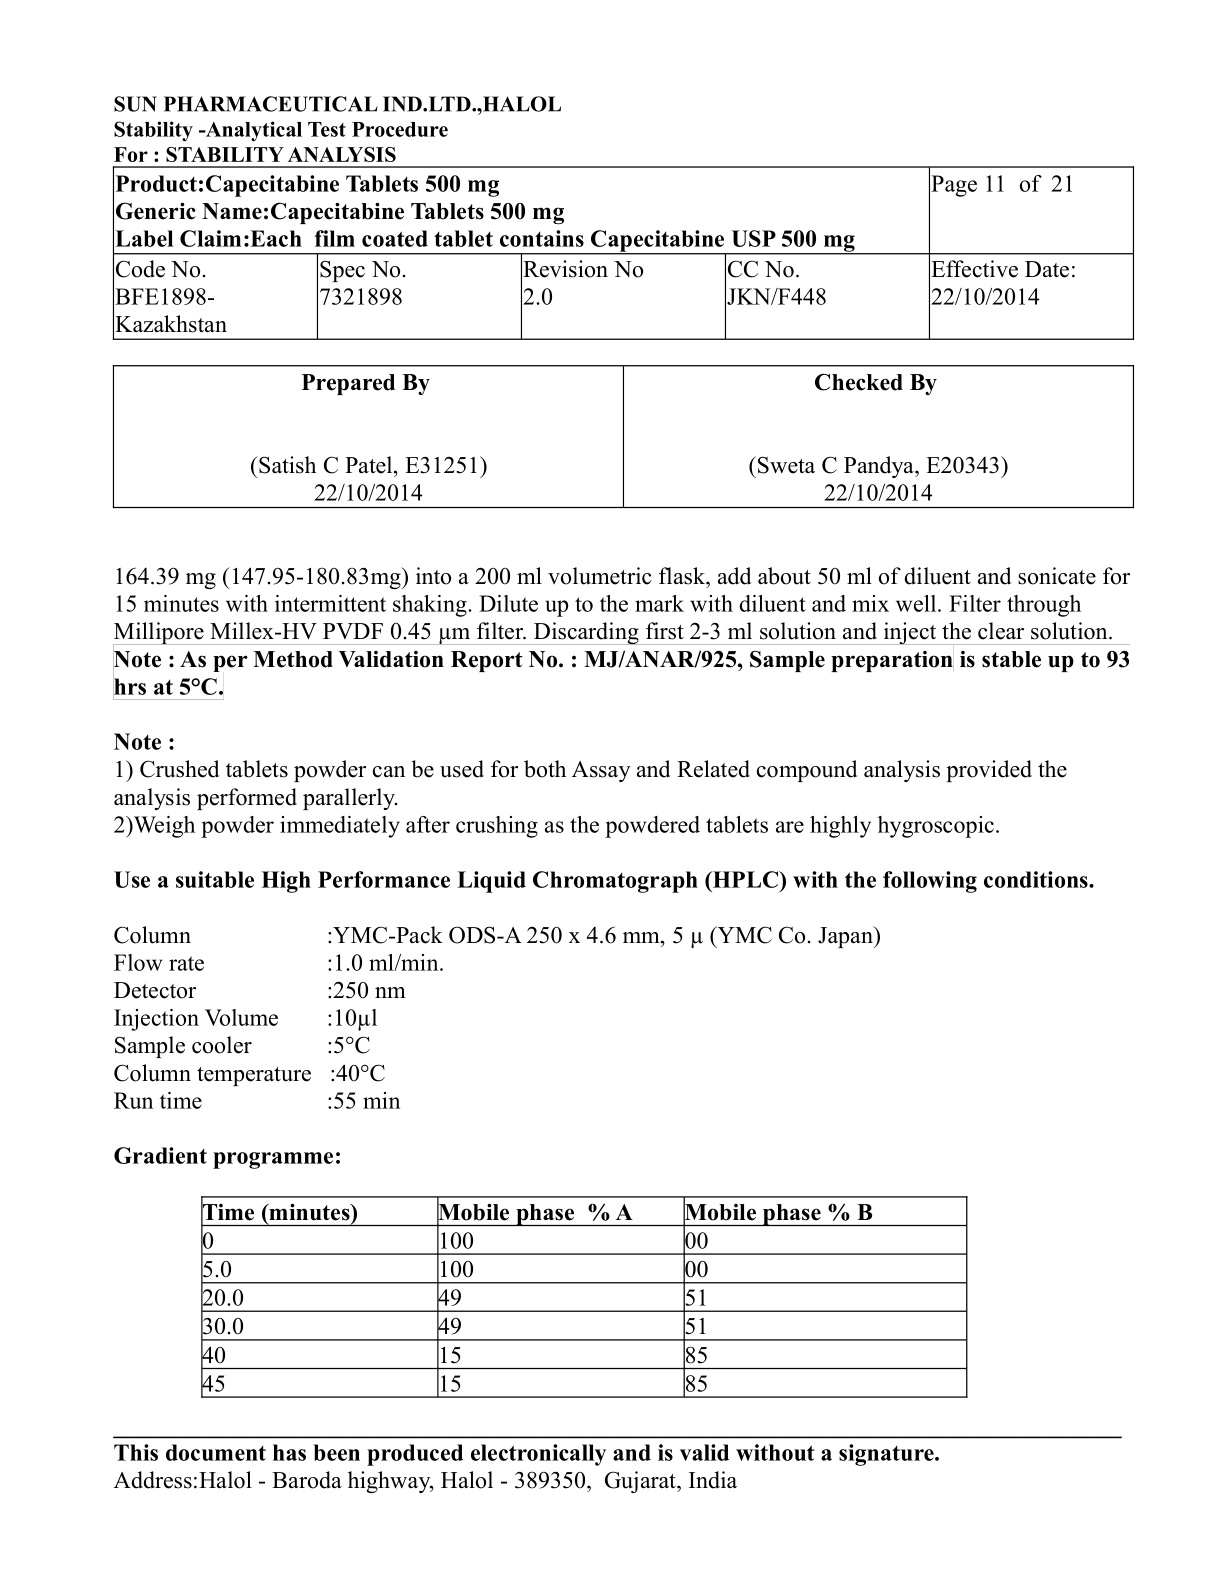 SUN PHARMACEUTICAL IND.LTD.,HALOL
Stability -Analytical Test Procedure
For : STABILITY ANALYSIS
Product:Capecitabine Tablets 500 mg
Generic Name:Capecitabine Tablets 500 mg
Label Claim:Each film coated tablet contains Capecitabine USP 500 mg
Page 11 of 21
Code No.
BFE1898-
Kazakhstan
Spec No.
7321898
Revision No
2.0
CC No.
JKN/F448
Effective Date:
22/10/2014
Prepared By
(Satish C Patel, E31251)
22/10/2014
Checked By
(Sweta C Pandya, E20343)
22/10/2014
164.39 mg (147.95-180.83mg) into a 200 ml volumetric flask, add about 50 ml of diluent and sonicate for
15 minutes with intermittent shaking. Dilute up to the mark with diluent and mix well. Filter through
Millipore Millex-HV PVDF 0.45 µm filter. Discarding first 2-3 ml solution and inject the clear solution.
Note : As per Method Validation Report No. : MJ/ANAR/925, Sample preparation is stable up to 93
hrs at 5°C.
Note :
1) Crushed tablets powder can be used for both Assay and Related compound analysis provided the
analysis performed parallerly.
2)Weigh powder immediately after crushing as the powdered tablets are highly hygroscopic.
Use a suitable High Performance Liquid Chromatograph (HPLC) with the following conditions.
Column :YMC-Pack ODS-A 250 x 4.6 mm, 5 µ (YMC Co. Japan)
Flow rate :1.0 ml/min.
Detector :250 nm
Injection Volume :10µl
Sample cooler :5°C
Column temperature :40°C
Run time :55 min
Gradient programme:
Time (minutes) Mobile phase % A Mobile phase % B
0 100 00
5.0 100 00
20.0 49 51
30.0 49 51
40 15 85
45 15 85
This document has been produced electronically and is valid without a signature.
Address:Halol - Baroda highway, Halol - 389350, Gujarat, India